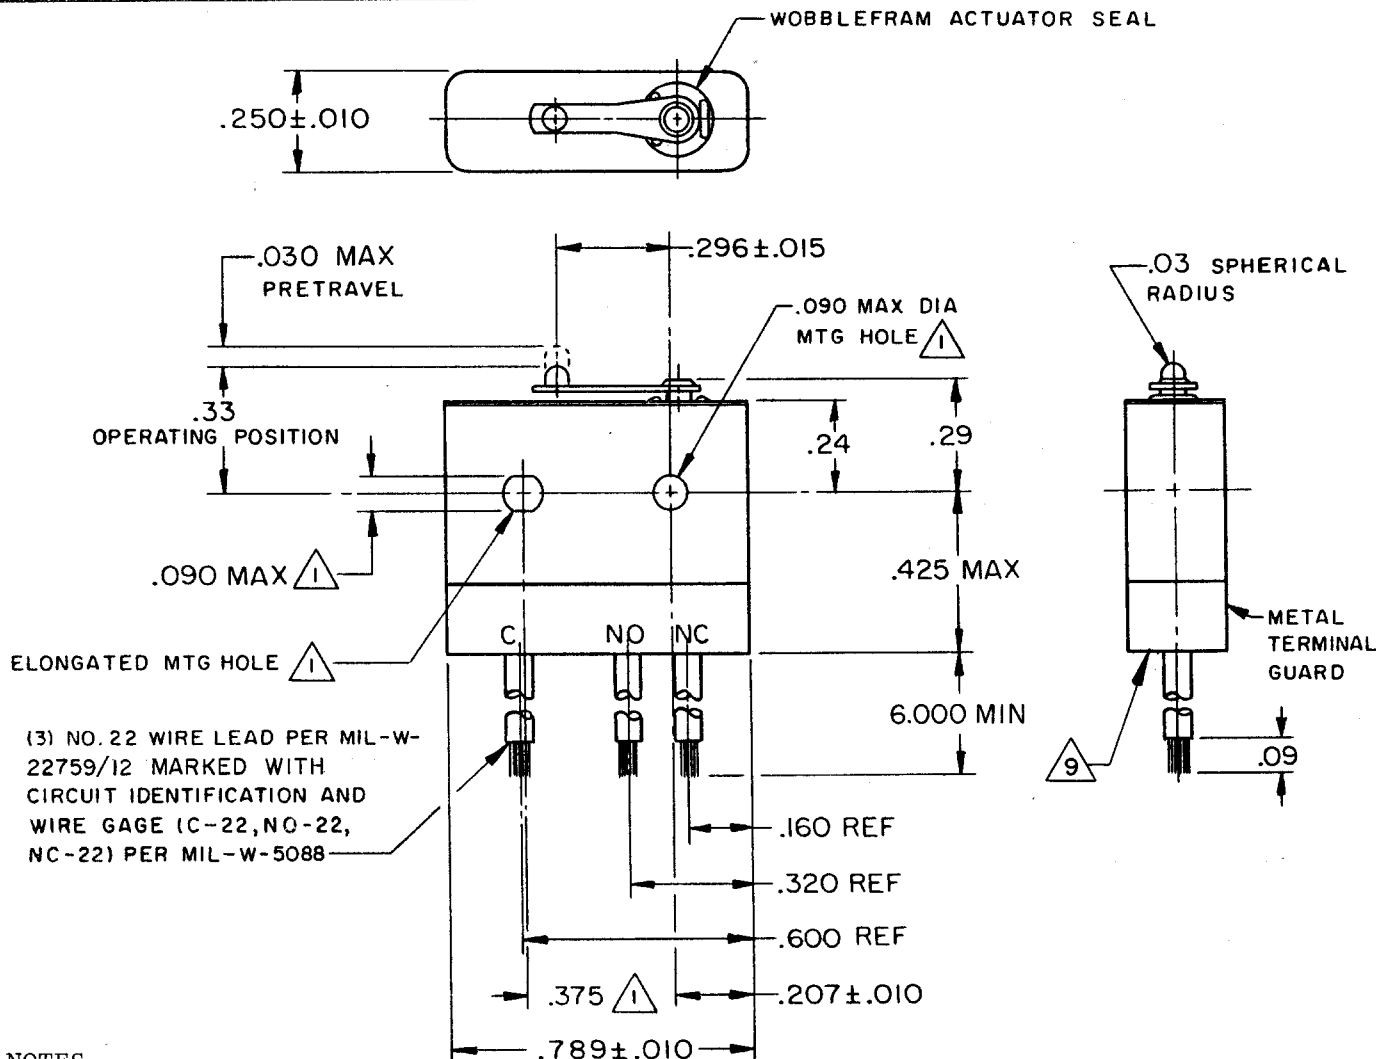 WOBBLEFRAM ACTUATOR SEAL
.250±.010
.030 MAX
PRETRAVEL
.296±.015
.03 SPHERICAL
RADIUS
.090 MAX DIA
MTG HOLE 1
.33
OPERATING POSITION
.24
.29
.090 MAX 1
.425 MAX
C NO NC
ELONGATED MTG HOLE 1
METAL
TERMINAL
GUARD
6.000 MIN
9
.09
(3) NO. 22 WIRE LEAD PER MIL-W-
22759/12 MARKED WITH
CIRCUIT IDENTIFICATION AND
WIRE GAGE (C-22, NO-22,
NC-22) PER MIL-W-5088
.160 REF
.320 REF
.600 REF
.375 1
.207±.010
.789±.010
NOTES